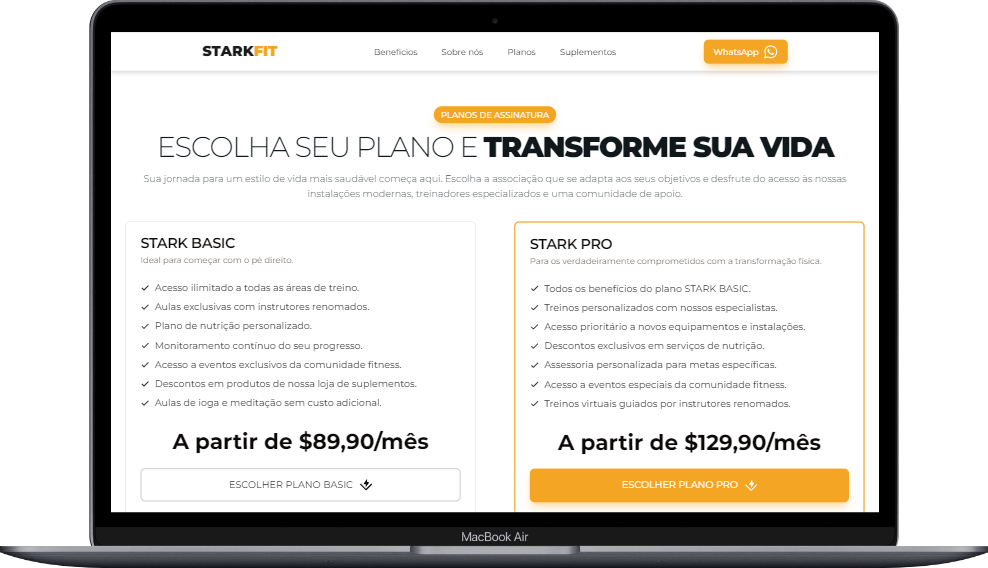 STARKFIT
Benefícios Sobre nós Planos Suplementos
WhatsApp
PLANOS DE ASSINATURA
ESCOLHA SEU PLANO E TRANSFORME SUA VIDA
Sua jornada para um estilo de vida mais saudável começa aqui. Escolha a associação que se adapta aos seus objetivos e desfrute do acesso às nossas
instalações modernas, treinadores especializados e uma comunidade de apoio.
STARK BASIC
Ideal para começar com o pé direito.
Acesso ilimitado a todas as áreas de treino.
Aulas exclusivas com instrutores renomados.
Plano de nutrição personalizado.
Monitoramento contínuo do seu progresso.
Acesso a eventos exclusivos da comunidade fitness.
Descontos em produtos de nossa loja de suplementos.
Aulas de ioga e meditação sem custo adicional.
A partir de $89,90/mês
ESCOLHER PLANO BASIC
STARK PRO
Para os verdadeiramente comprometidos com a transformação física.
Todos os benefícios do plano STARK BASIC.
Treinos personalizados com nossos especialistas.
Acesso prioritário a novos equipamentos e instalações.
Descontos exclusivos em serviços de nutrição.
Assessoria personalizada para metas específicas.
Acesso a eventos especiais da comunidade fitness.
Treinos virtuais guiados por instrutores renomados.
A partir de $129,90/mês
ESCOLHER PLANO PRO
MacBook Air